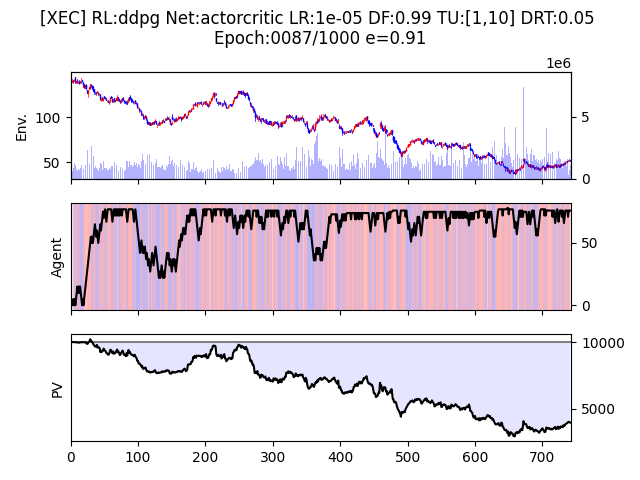 [XEC] RL:ddpg Net:actorcritic LR:1e-05 DF:0.99 TU:[1,10] DRT:0.05
Epoch:0087/1000 e=0.91
1e6
Env.
100
50
5
0
Agent
50
0
PV
10000
5000
0 100 200 300 400 500 600 700